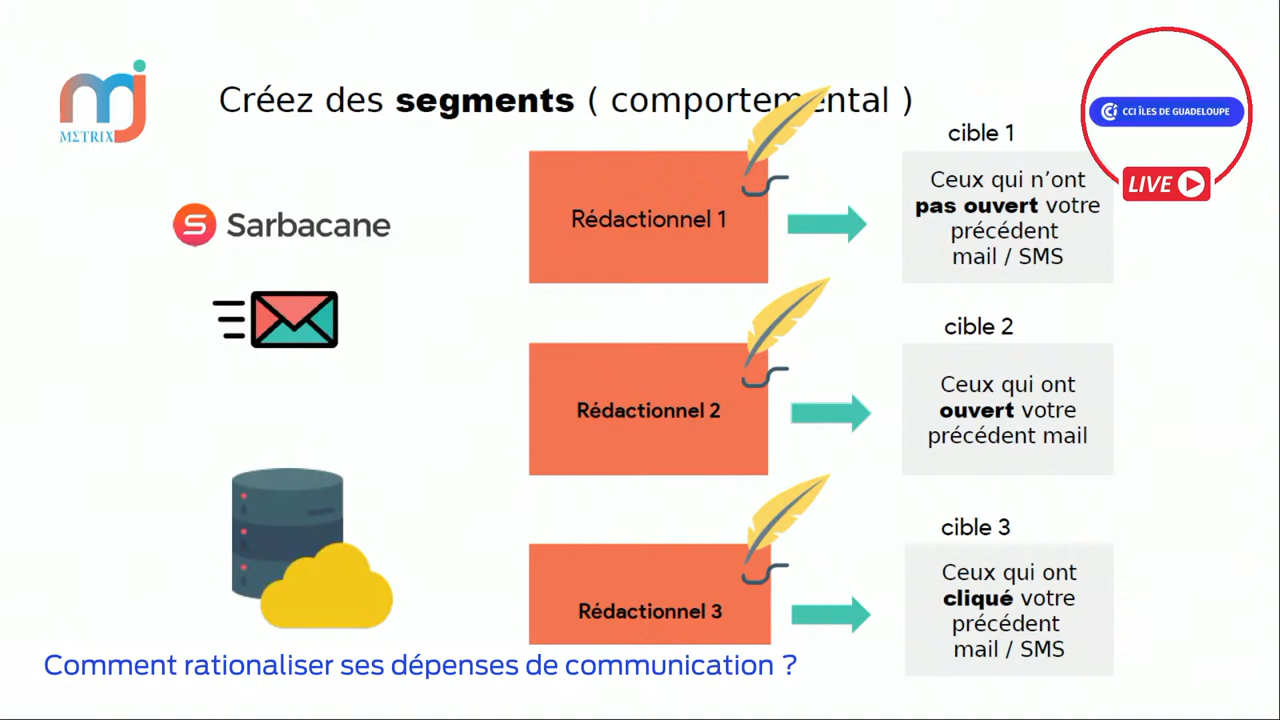 Créez des segments ( comportemental )
mj
METRIX
CCI ÎLES DE GUADELOUPE
LIVE
Sarbacane
Rédactionnel 1
cible 1
Ceux qui n’ont
pas ouvert votre
précédent
mail / SMS
Rédactionnel 2
cible 2
Ceux qui ont
ouvert votre
précédent mail
Rédactionnel 3
cible 3
Ceux qui ont
cliqué votre
précédent
mail / SMS
Comment rationaliser ses dépenses de communication ?